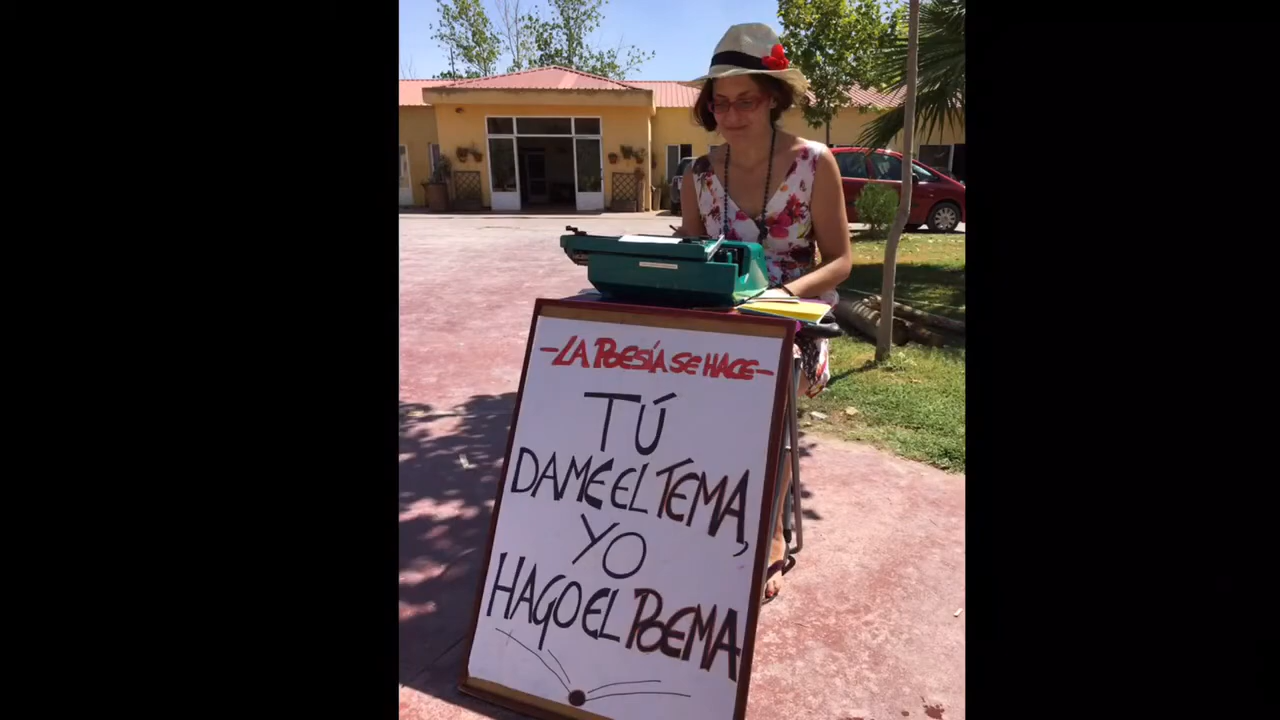 -LA POESÍA SE HACE-
TÚ
DAME EL TEMA,
YO
HAGO EL POEMA